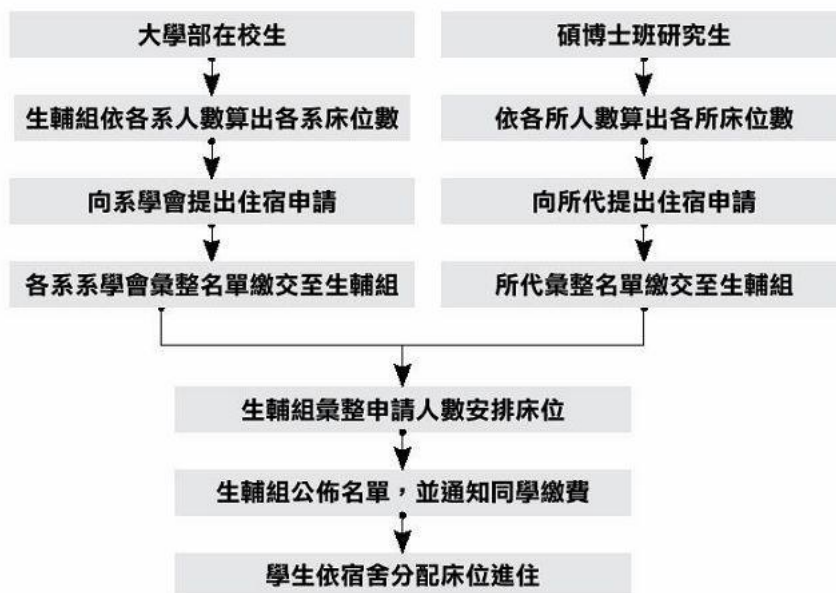 大學部在校生
生輔組依各系人數算出各系床位數
向系學會提出住宿申請
各系系學會彙整名單繳交至生輔組
碩博士班研究生
依各所人數算出各所床位數
向所代提出住宿申請
所代彙整名單繳交至生輔組
生輔組彙整申請人數安排床位
生輔組公佈名單，並通知同學繳費
學生依宿舍分配床位進住